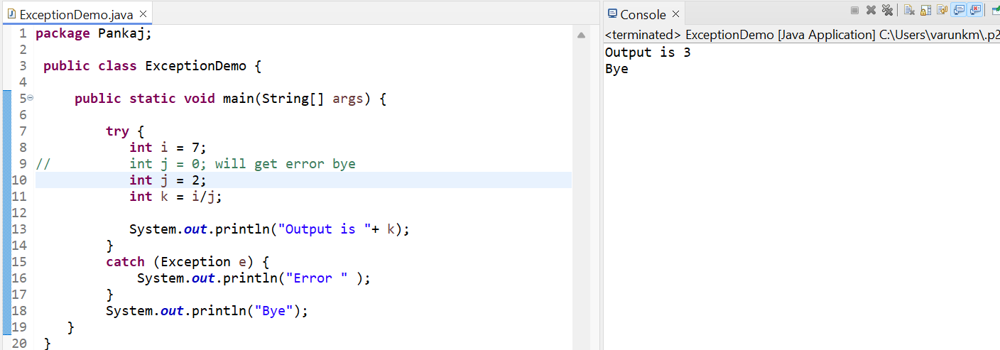 ExceptionDemo.java
1 package Pankaj;
2
3 public class ExceptionDemo {
4
5 public static void main(String[] args) {
6
7 try {
8 int i = 7;
9 // int j = 0; will get error bye
10 int j = 2;
11 int k = i/j;
12
13 System.out.println("Output is "+ k);
14 }
15 catch (Exception e) {
16 System.out.println("Error " );
17 }
18 System.out.println("Bye");
19 }
20 }
Console
<terminated> ExceptionDemo [Java Application] C:\Users\varunkm\.p2
Output is 3
Bye